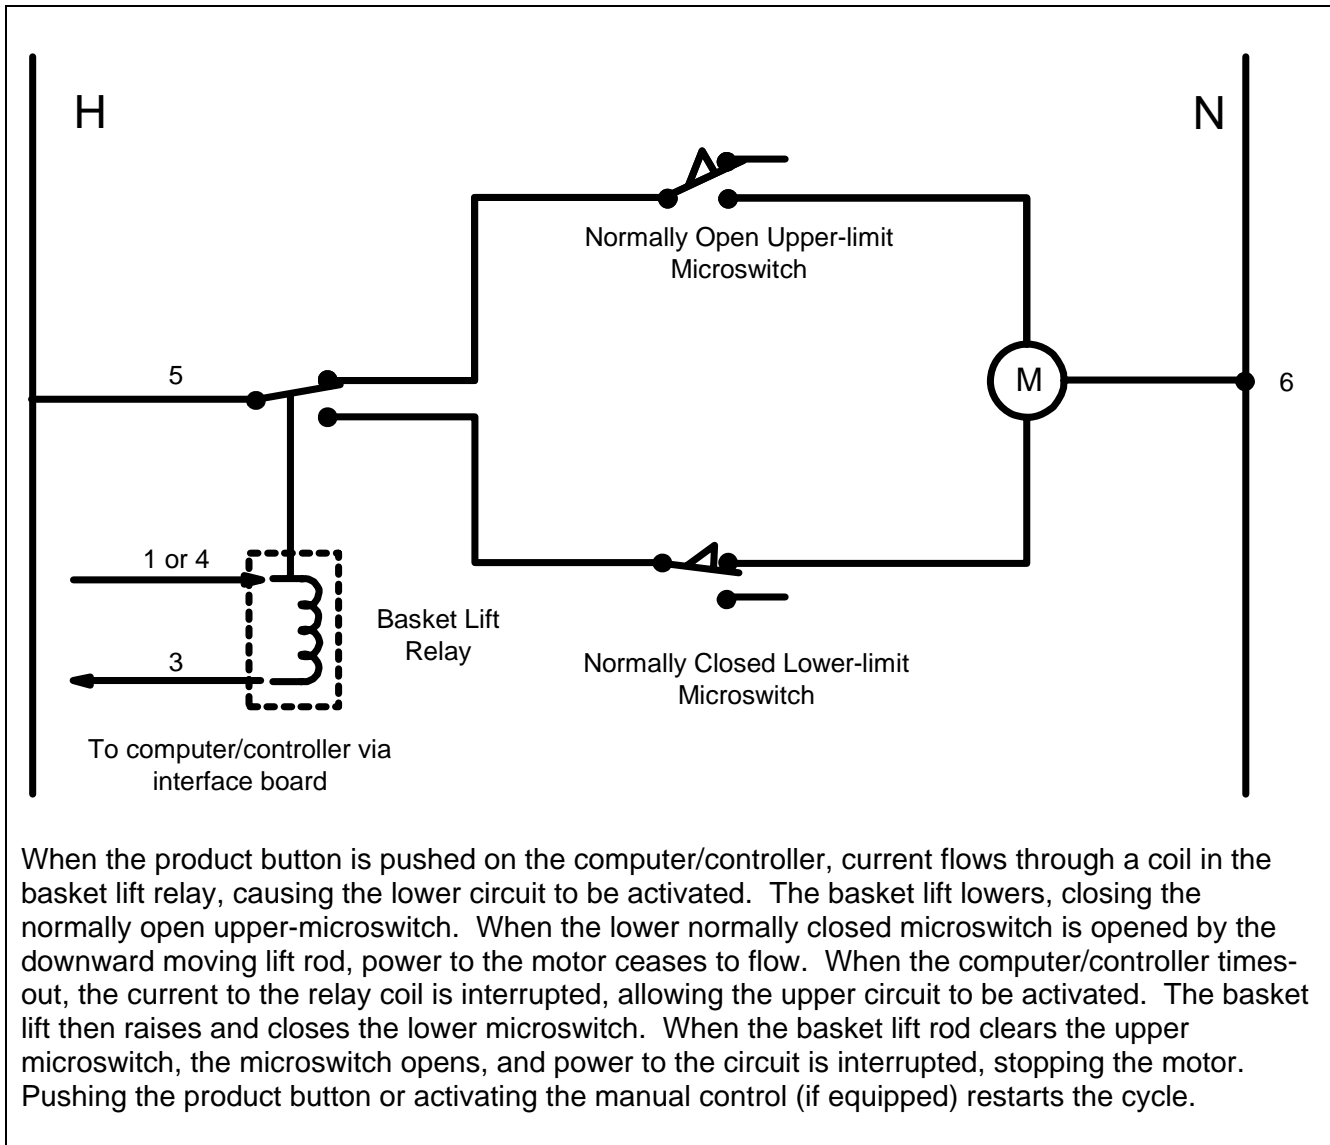 H
N
Normally Open Upper-limit
Microswitch
5
M
6
1 or 4
Basket Lift
Relay
3
Normally Closed Lower-limit
Microswitch
To computer/controller via
interface board
When the product button is pushed on the computer/controller, current flows through a coil in the
basket lift relay, causing the lower circuit to be activated.  The basket lift lowers, closing the
normally open upper-microswitch.  When the lower normally closed microswitch is opened by the
downward moving lift rod, power to the motor ceases to flow.  When the computer/controller times-
out, the current to the relay coil is interrupted, allowing the upper circuit to be activated.  The basket
lift then raises and closes the lower microswitch.  When the basket lift rod clears the upper
microswitch, the microswitch opens, and power to the circuit is interrupted, stopping the motor.
Pushing the product button or activating the manual control (if equipped) restarts the cycle.